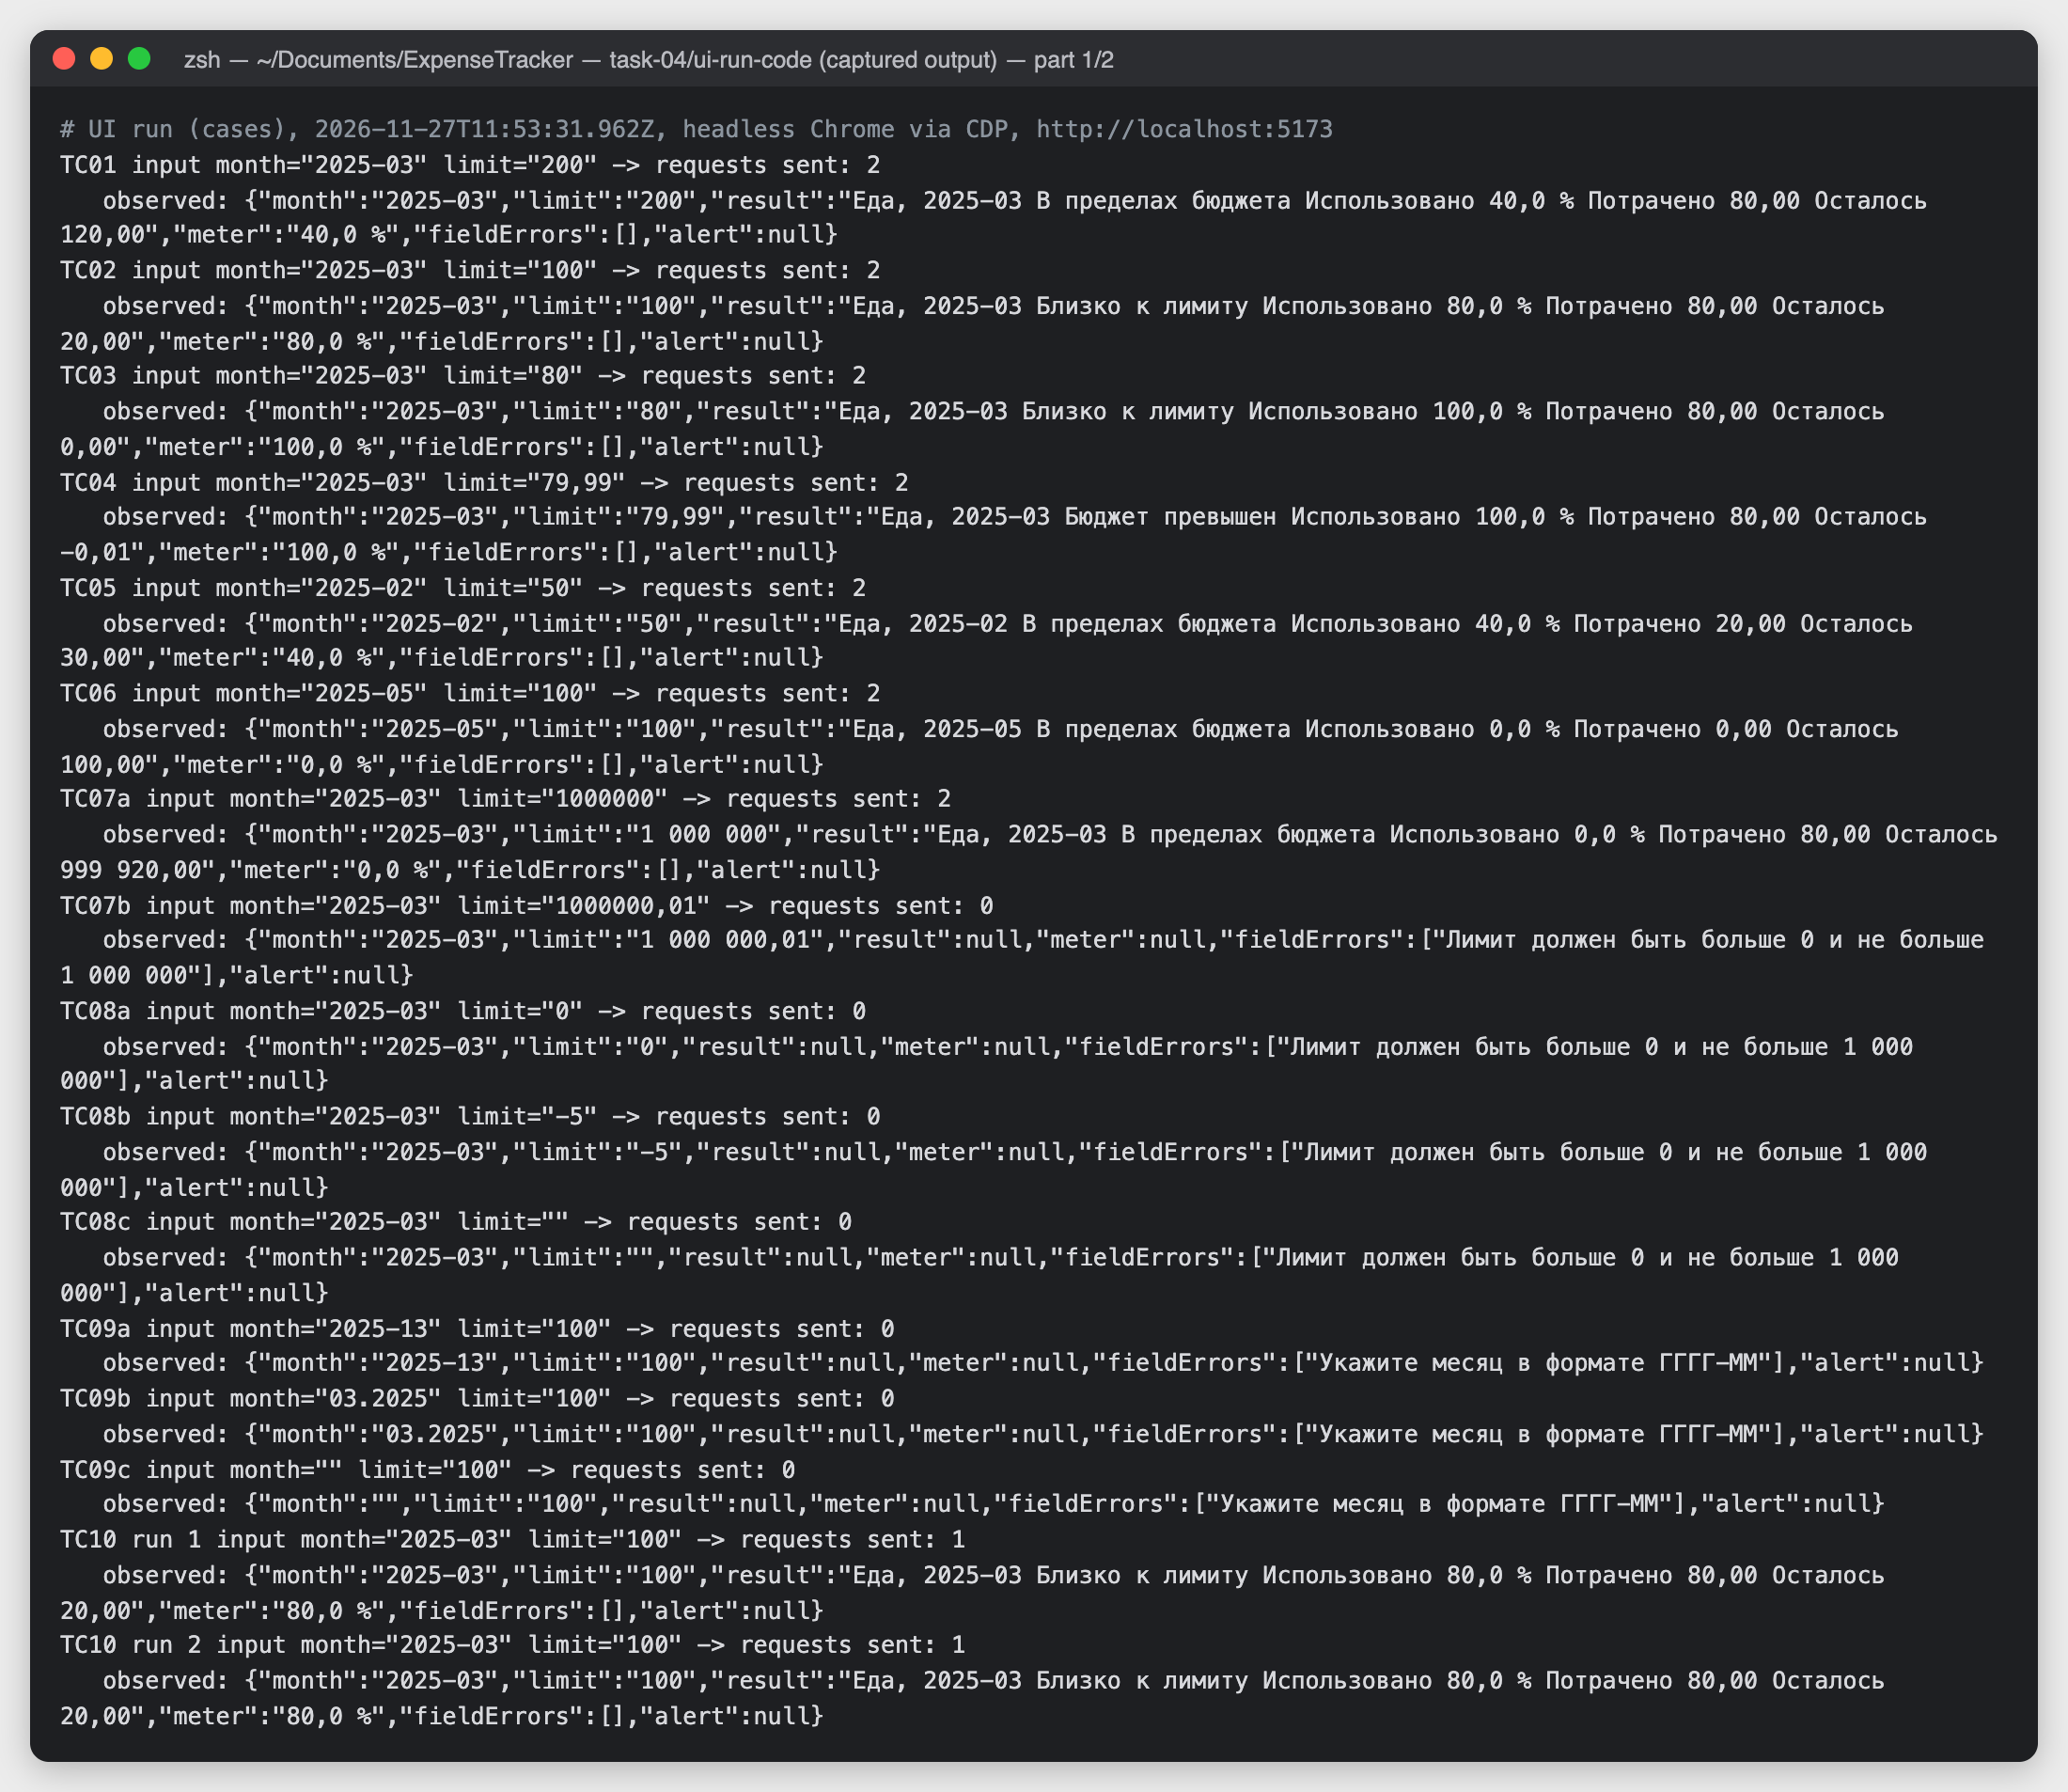 zsh — ~/Documents/ExpenseTracker — task-04/ui-run-code (captured output) — part 1/2
# UI run (cases), 2026-11-27T11:53:31.962Z, headless Chrome via CDP, http://localhost:5173
TC01 input month="2025-03" limit="200" -> requests sent: 2
observed: {"month":"2025-03","limit":"200","result":"Еда, 2025-03 В пределах бюджета Использовано 40,0 % Потрачено 80,00 Осталось
120,00","meter":"40,0 %","fieldErrors":[],"alert":null}
TC02 input month="2025-03" limit="100" -> requests sent: 2
observed: {"month":"2025-03","limit":"100","result":"Еда, 2025-03 Близко к лимиту Использовано 80,0 % Потрачено 80,00 Осталось
20,00","meter":"80,0 %","fieldErrors":[],"alert":null}
TC03 input month="2025-03" limit="80" -> requests sent: 2
observed: {"month":"2025-03","limit":"80","result":"Еда, 2025-03 Близко к лимиту Использовано 100,0 % Потрачено 80,00 Осталось
0,00","meter":"100,0 %","fieldErrors":[],"alert":null}
TC04 input month="2025-03" limit="79,99" -> requests sent: 2
observed: {"month":"2025-03","limit":"79,99","result":"Еда, 2025-03 Бюджет превышен Использовано 100,0 % Потрачено 80,00 Осталось
-0,01","meter":"100,0 %","fieldErrors":[],"alert":null}
TC05 input month="2025-02" limit="50" -> requests sent: 2
observed: {"month":"2025-02","limit":"50","result":"Еда, 2025-02 В пределах бюджета Использовано 40,0 % Потрачено 20,00 Осталось
30,00","meter":"40,0 %","fieldErrors":[],"alert":null}
TC06 input month="2025-05" limit="100" -> requests sent: 2
observed: {"month":"2025-05","limit":"100","result":"Еда, 2025-05 В пределах бюджета Использовано 0,0 % Потрачено 0,00 Осталось
100,00","meter":"0,0 %","fieldErrors":[],"alert":null}
TC07a input month="2025-03" limit="1000000" -> requests sent: 2
observed: {"month":"2025-03","limit":"1 000 000","result":"Еда, 2025-03 В пределах бюджета Использовано 0,0 % Потрачено 80,00 Осталось
999 920,00","meter":"0,0 %","fieldErrors":[],"alert":null}
TC07b input month="2025-03" limit="1000000,01" -> requests sent: 0
observed: {"month":"2025-03","limit":"1 000 000,01","result":null,"meter":null,"fieldErrors":["Лимит должен быть больше 0 и не больше
1 000 000"],"alert":null}
TC08a input month="2025-03" limit="0" -> requests sent: 0
observed: {"month":"2025-03","limit":"0","result":null,"meter":null,"fieldErrors":["Лимит должен быть больше 0 и не больше 1 000
000"],"alert":null}
TC08b input month="2025-03" limit="-5" -> requests sent: 0
observed: {"month":"2025-03","limit":"-5","result":null,"meter":null,"fieldErrors":["Лимит должен быть больше 0 и не больше 1 000
000"],"alert":null}
TC08c input month="2025-03" limit="" -> requests sent: 0
observed: {"month":"2025-03","limit":"","result":null,"meter":null,"fieldErrors":["Лимит должен быть больше 0 и не больше 1 000
000"],"alert":null}
TC09a input month="2025-13" limit="100" -> requests sent: 0
observed: {"month":"2025-13","limit":"100","result":null,"meter":null,"fieldErrors":["Укажите месяц в формате ГГГГ-ММ"],"alert":null}
TC09b input month="03.2025" limit="100" -> requests sent: 0
observed: {"month":"03.2025","limit":"100","result":null,"meter":null,"fieldErrors":["Укажите месяц в формате ГГГГ-ММ"],"alert":null}
TC09c input month="" limit="100" -> requests sent: 0
observed: {"month":"","limit":"100","result":null,"meter":null,"fieldErrors":["Укажите месяц в формате ГГГГ-ММ"],"alert":null}
TC10 run 1 input month="2025-03" limit="100" -> requests sent: 1
observed: {"month":"2025-03","limit":"100","result":"Еда, 2025-03 Близко к лимиту Использовано 80,0 % Потрачено 80,00 Осталось
20,00","meter":"80,0 %","fieldErrors":[],"alert":null}
TC10 run 2 input month="2025-03" limit="100" -> requests sent: 1
observed: {"month":"2025-03","limit":"100","result":"Еда, 2025-03 Близко к лимиту Использовано 80,0 % Потрачено 80,00 Осталось
20,00","meter":"80,0 %","fieldErrors":[],"alert":null}